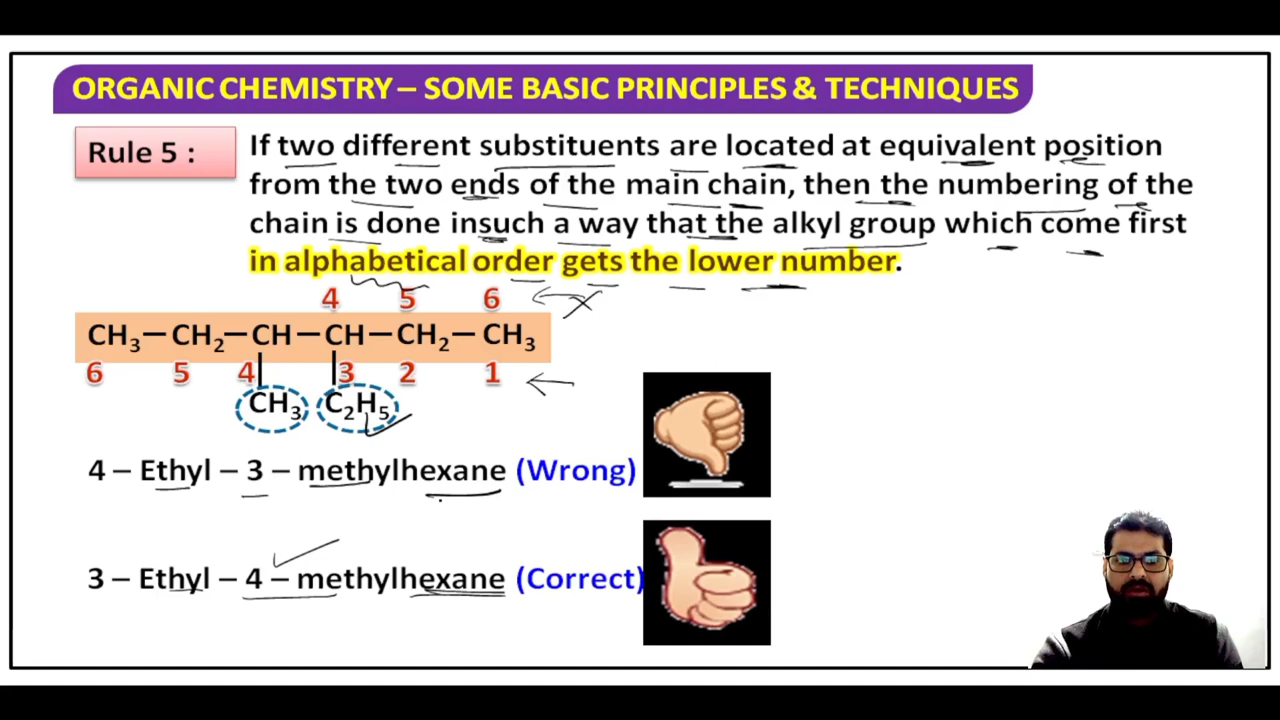 ORGANIC CHEMISTRY – SOME BASIC PRINCIPLES & TECHNIQUES
Rule 5 :
If two different substituents are located at equivalent position
from the two ends of the main chain, then the numbering of the
chain is done insuch a way that the alkyl group which come first
in alphabetical order gets the lower number.
4 5 6
CH₃ – CH₂ – CH – CH – CH₂ – CH₃
6 5 4 3 2 1
CH₃ C₂H₅
4 – Ethyl – 3 – methylhexane (Wrong)
3 – Ethyl – 4 – methylhexane (Correct)